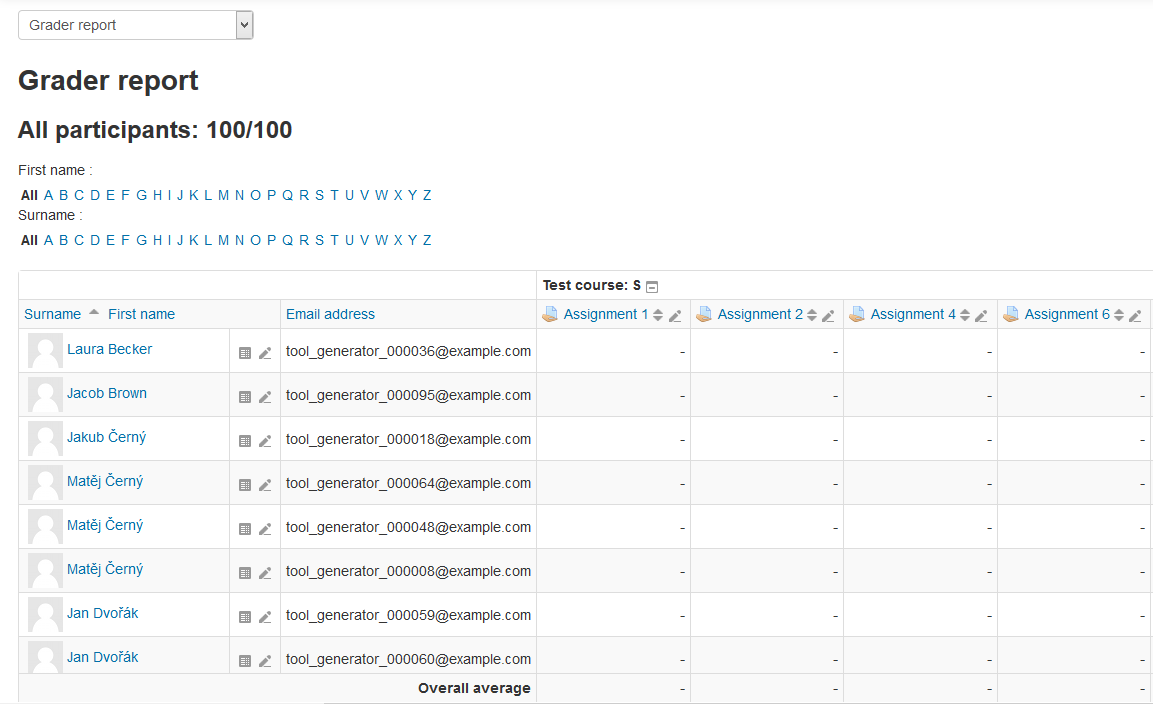 Grader report
Grader report
All participants: 100/100
First name :
All A B C D E F G H I J K L M N O P Q R S T U V W X Y Z
Surname :
All A B C D E F G H I J K L M N O P Q R S T U V W X Y Z
Test course: S
Surname First name Email address Assignment 1 Assignment 2 Assignment 4 Assignment 6
Laura Becker tool_generator_000036@example.com - - - -
Jacob Brown tool_generator_000095@example.com - - - -
Jakub Černý tool_generator_000018@example.com - - - -
Matěj Černý tool_generator_000064@example.com - - - -
Matěj Černý tool_generator_000048@example.com - - - -
Matěj Černý tool_generator_000008@example.com - - - -
Jan Dvořák tool_generator_000059@example.com - - - -
Jan Dvořák tool_generator_000060@example.com - - - -
Overall average - - - -